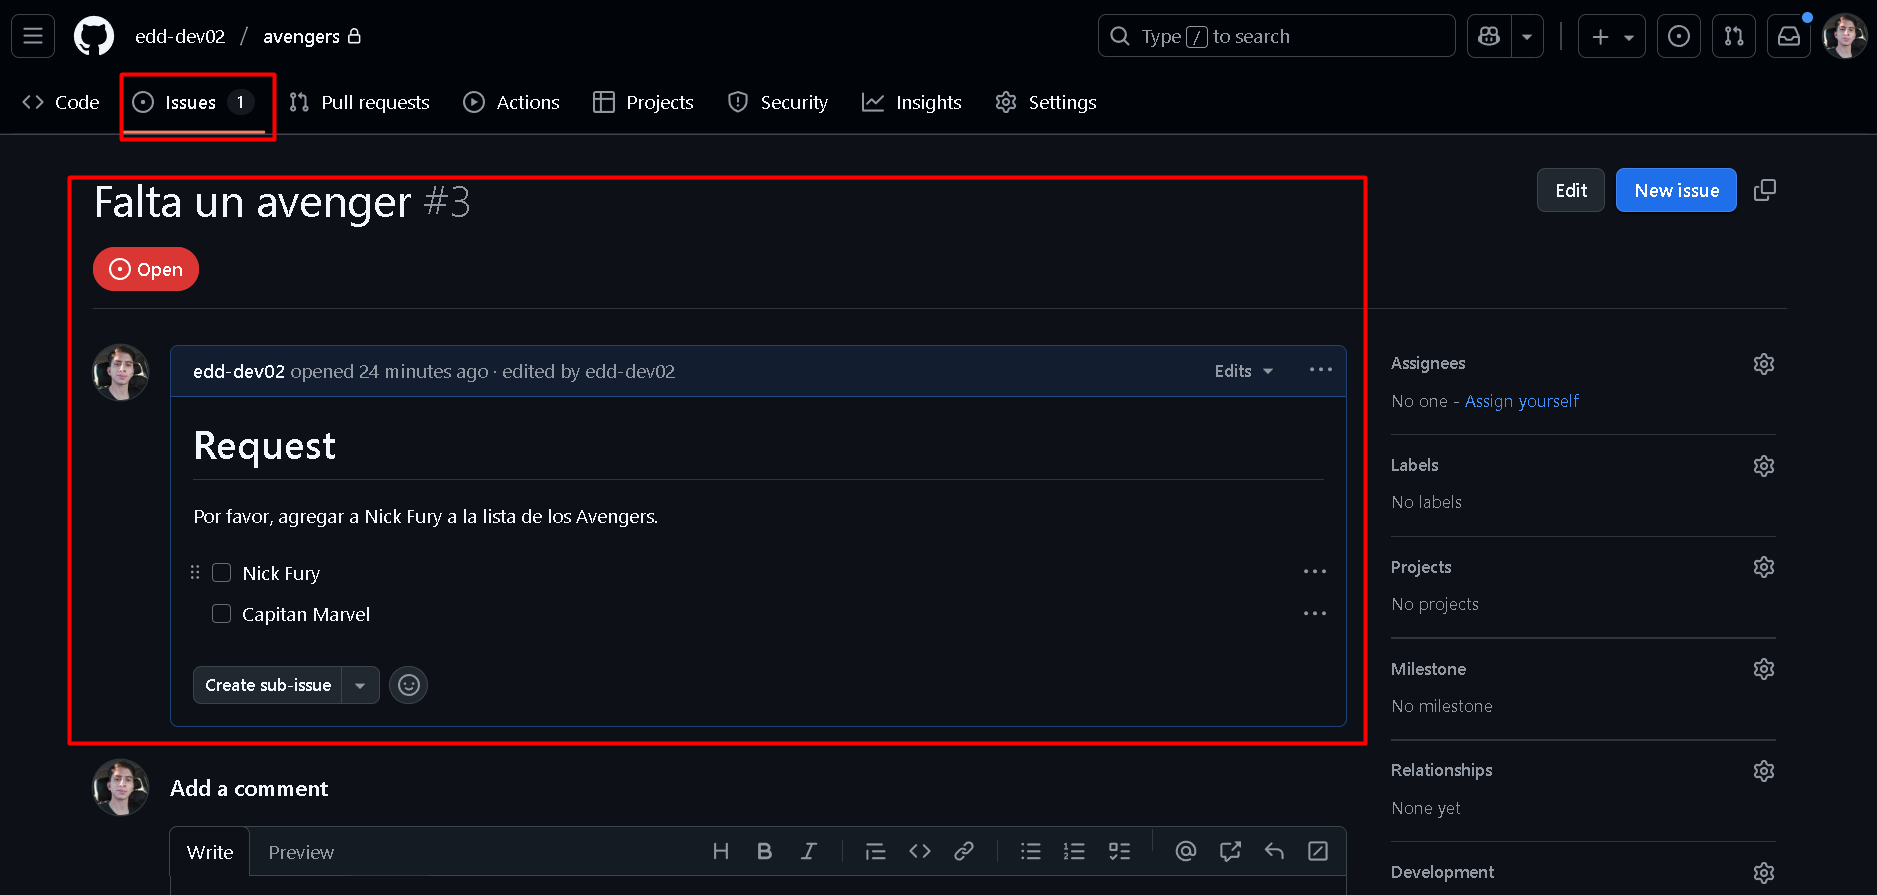 edd-dev02 / avengers
Type / to search
Code
Issues 1
Pull requests
Actions
Projects
Security
Insights
Settings
Falta un avenger #3
Edit
New issue
Open
edd-dev02 opened 24 minutes ago · edited by edd-dev02
Edits
Request
Por favor, agregar a Nick Fury a la lista de los Avengers.
Nick Fury
Capitan Marvel
Create sub-issue
Assignees
No one - Assign yourself
Labels
No labels
Projects
No projects
Milestone
No milestone
Relationships
None yet
Development
Add a comment
Write
Preview